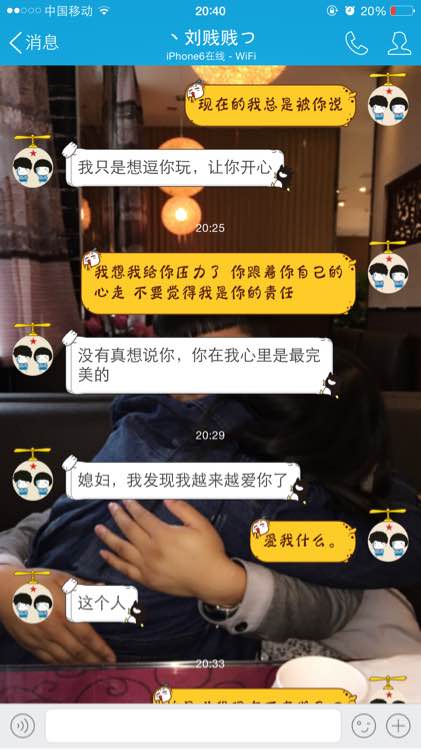 中国移动
20:40
20%
消息
丶刘贱贱つ
iPhone6在线 - WiFi
现在的我总是被你说
我只是想逗你玩，让你开心
20:25
我想我给你压力了 你跟着你自己的
心走 不要觉得我是你的责任
没有真想说你，你在我心里是最完
美的
20:29
媳妇，我发现我越来越爱你了
爱我什么。
这个人
20:33